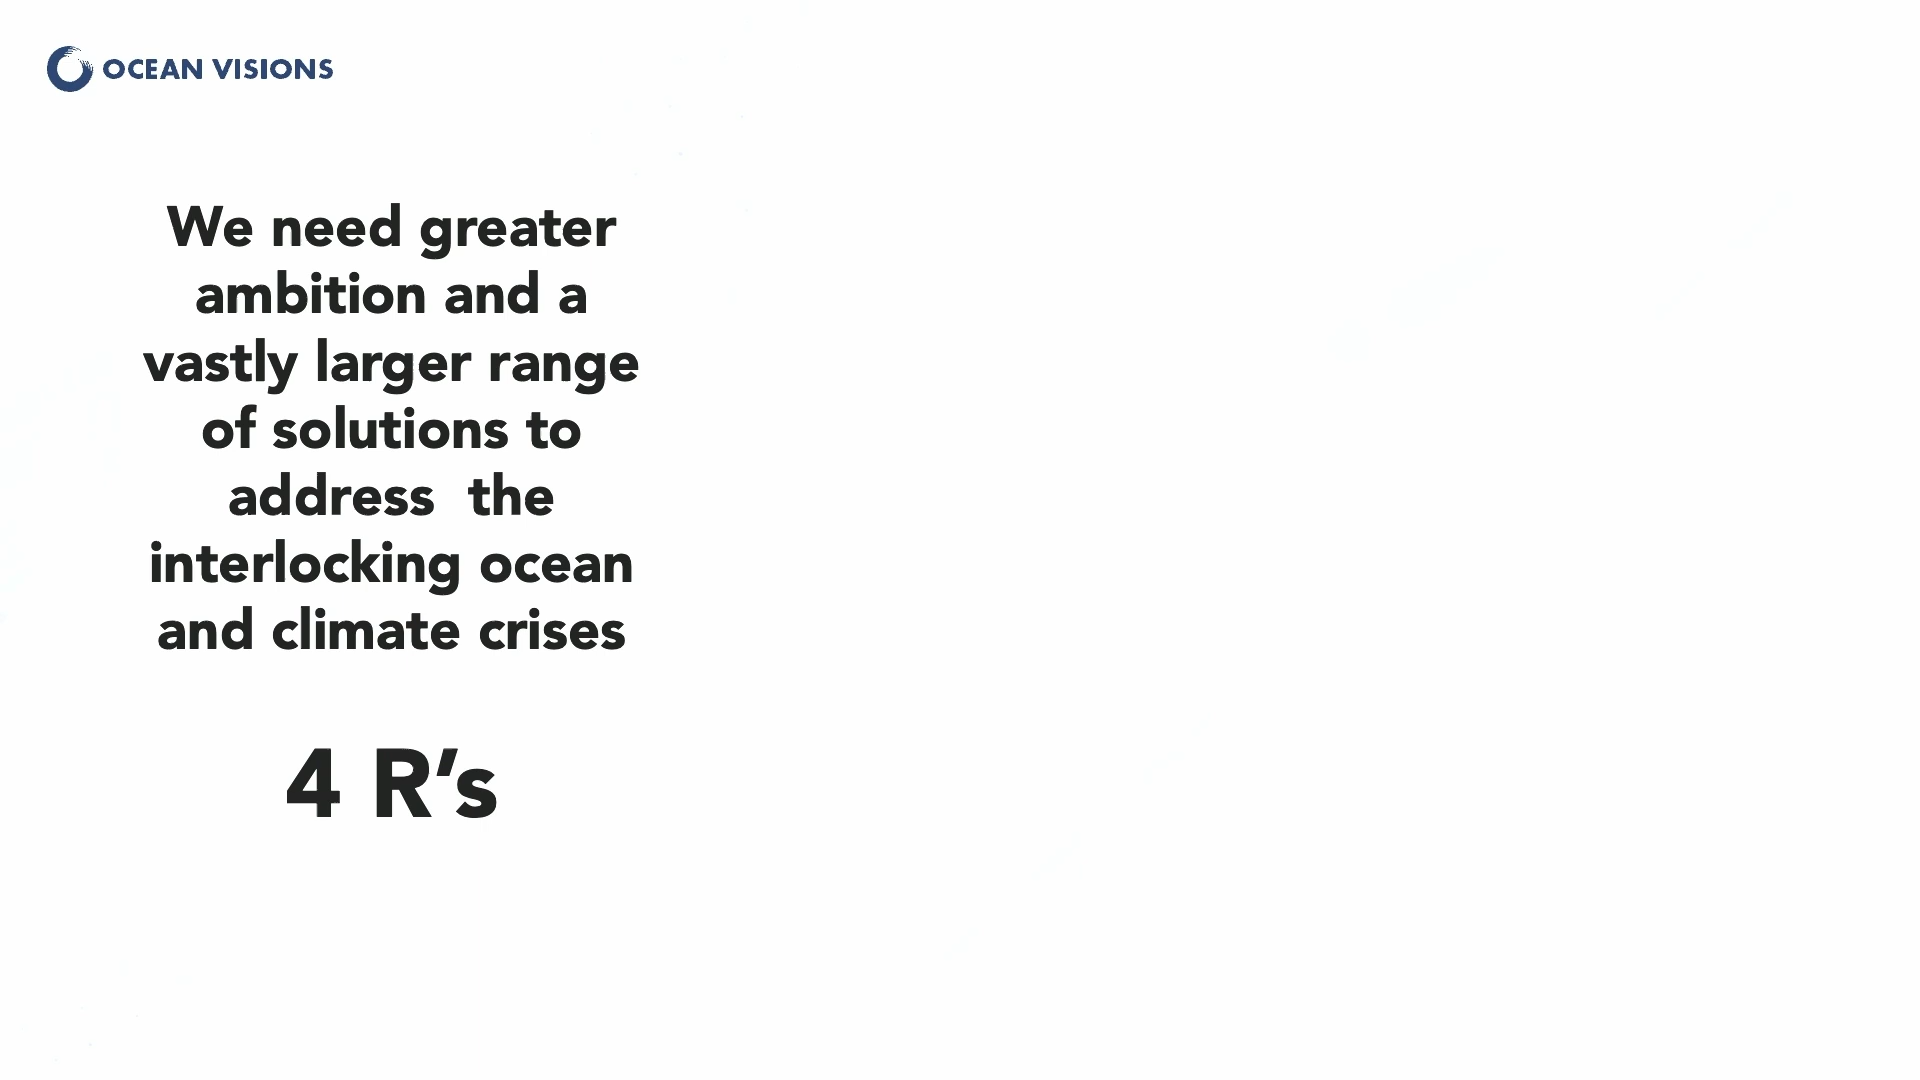 OCEAN VISIONS
We need greater
ambition and a
vastly larger range
of solutions to
address  the
interlocking ocean
and climate crises
4 R’s